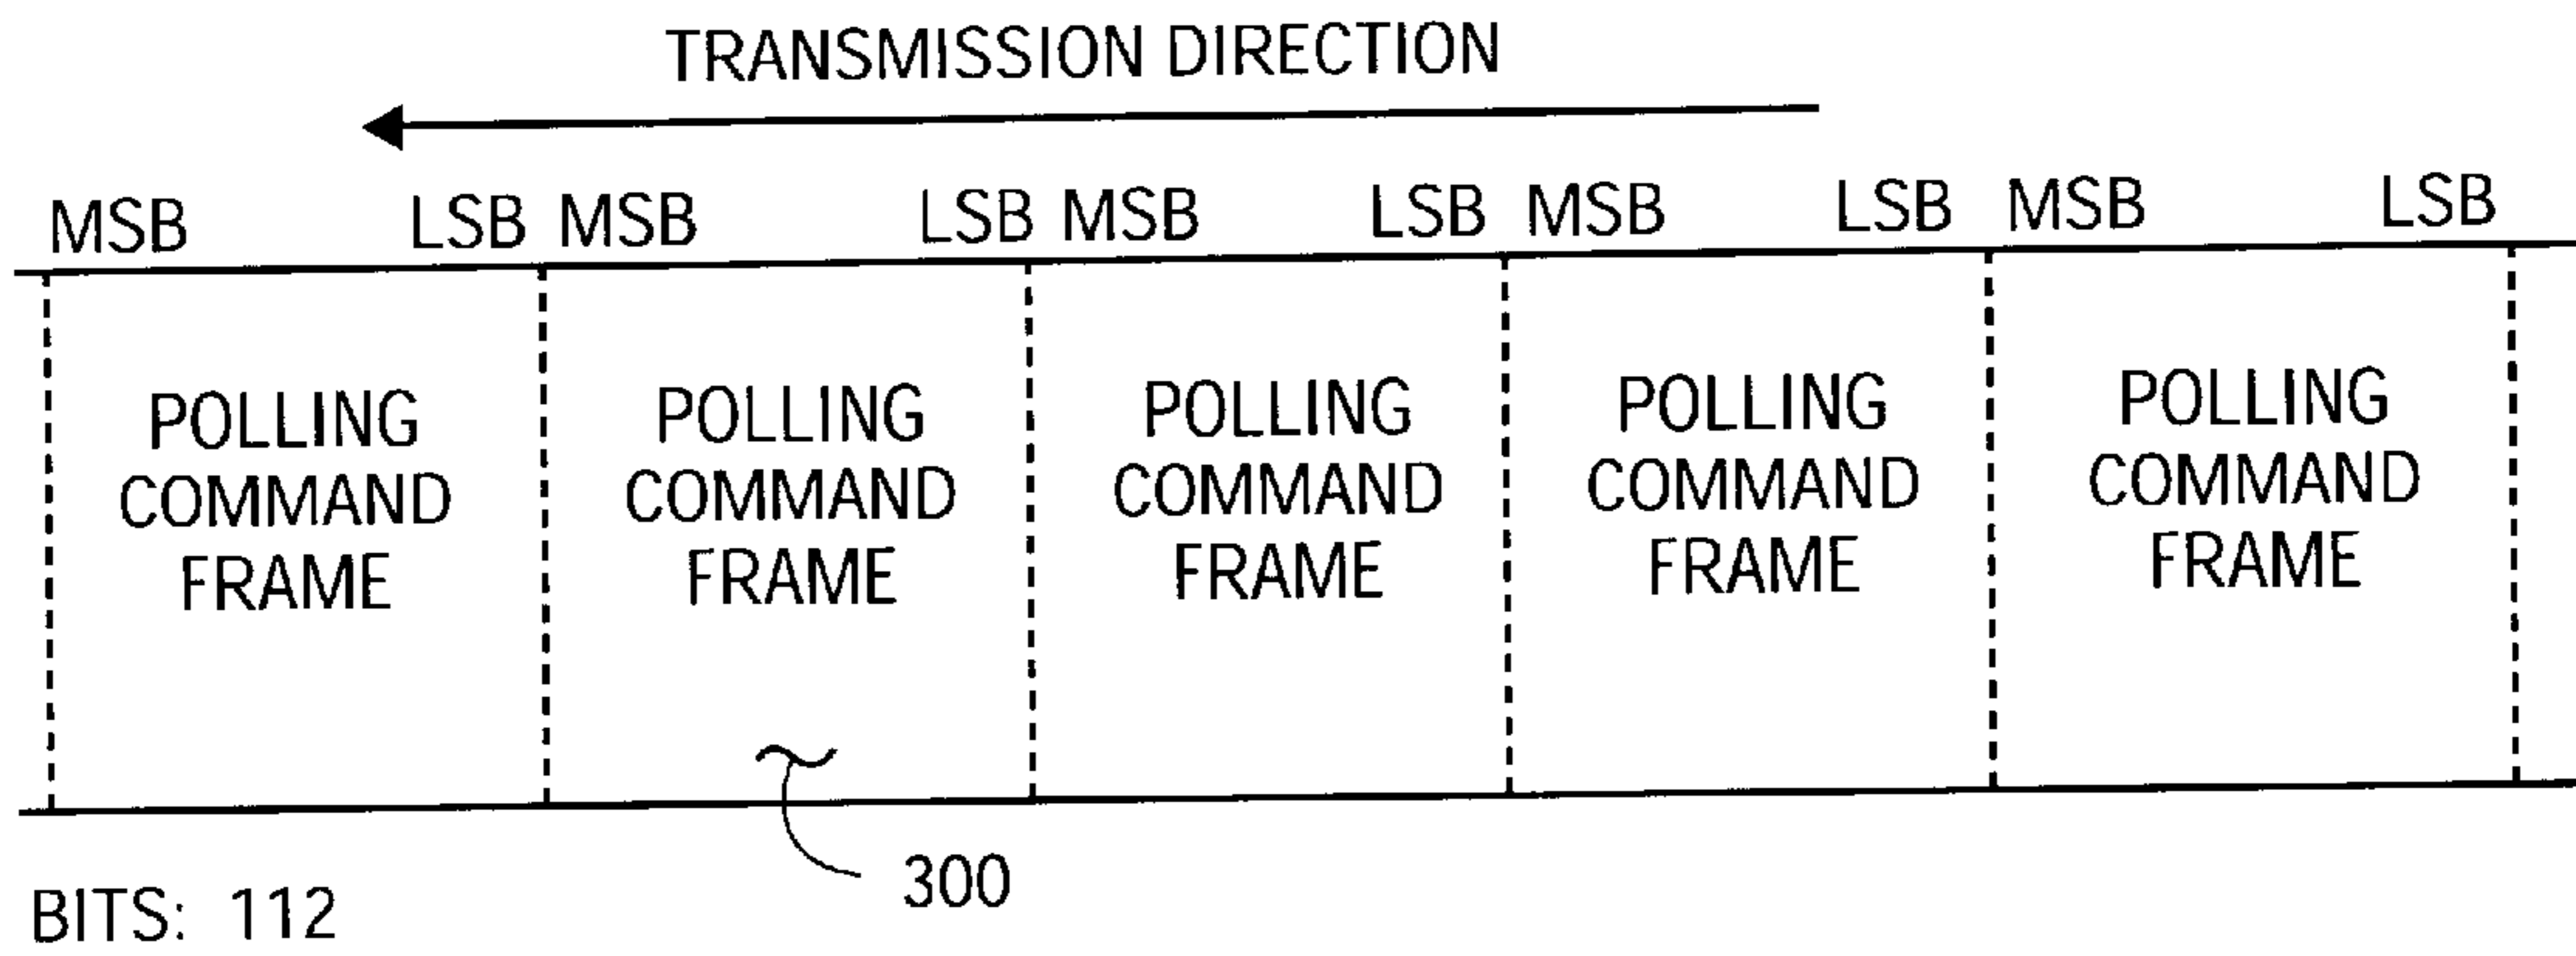 TRANSMISSION DIRECTION
MSB LSB MSB LSB MSB LSB MSB LSB MSB LSB
POLLING COMMAND FRAME
POLLING COMMAND FRAME
POLLING COMMAND FRAME
POLLING COMMAND FRAME
POLLING COMMAND FRAME
300
BITS: 112